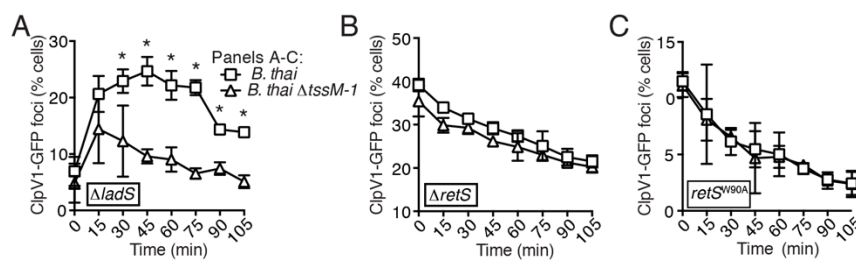 A
ClpV1-GFP foci (% cells)
30
20
10
0
* * * * * *
Panels A-C:
B. thai
B. thai ΔtssM-1
ΔladS
0 15 30 45 60 75 90 105
Time (min)
B
ClpV1-GFP foci (% cells)
50
40
30
20
10
ΔretS
0 15 30 45 60 75 90 105
Time (min)
C
ClpV1-GFP foci (% cells)
15
0
5
0
retSW90A
0 15 30 45 60 75 90 105
Time (min)